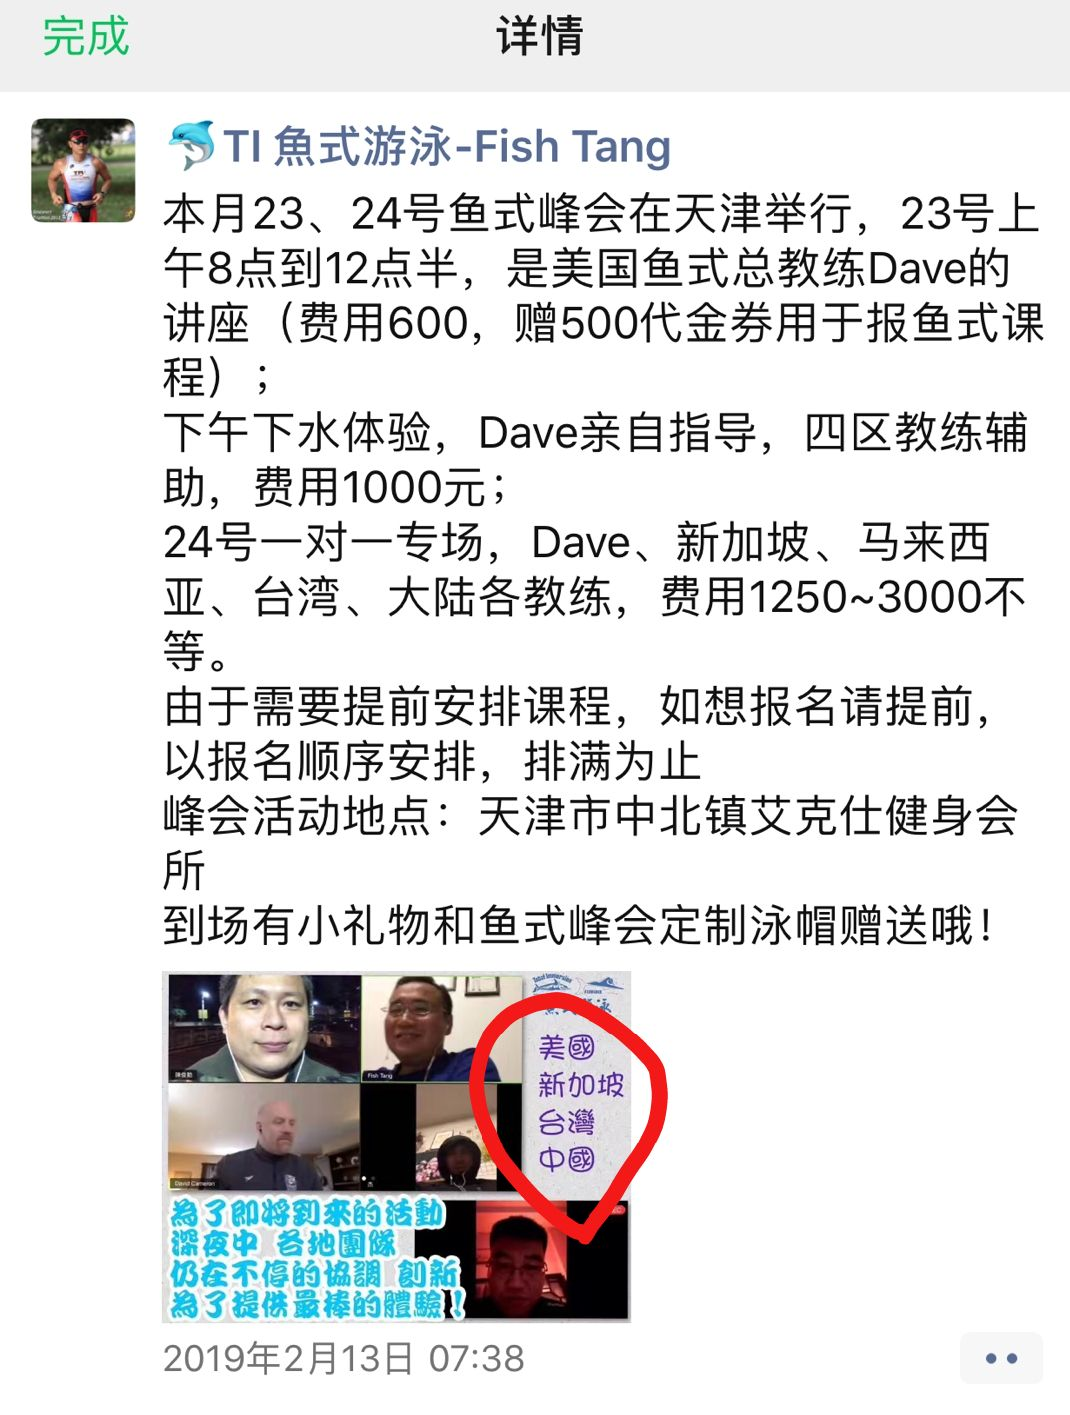 完成
详情
TI 魚式游泳-Fish Tang
本月23、24号鱼式峰会在天津举行，23号上
午8点到12点半，是美国鱼式总教练Dave的
讲座（费用600，赠500代金券用于报鱼式课
程）；
下午下水体验，Dave亲自指导，四区教练辅
助，费用1000元；
24号一对一专场，Dave、新加坡、马来西
亚、台湾、大陆各教练，费用1250~3000不
等。
由于需要提前安排课程，如想报名请提前，
以报名顺序安排，排满为止
峰会活动地点：天津市中北镇艾克仕健身会
所
到场有小礼物和鱼式峰会定制泳帽赠送哦！
Total Immersion
美國
新加坡
台灣
中國
Fish Tang
David Cameron
為了即將到來的活動
深夜中 各地團隊
仍在不停的協調 創新
為了提供最棒的體驗！
2019年2月13日 07:38